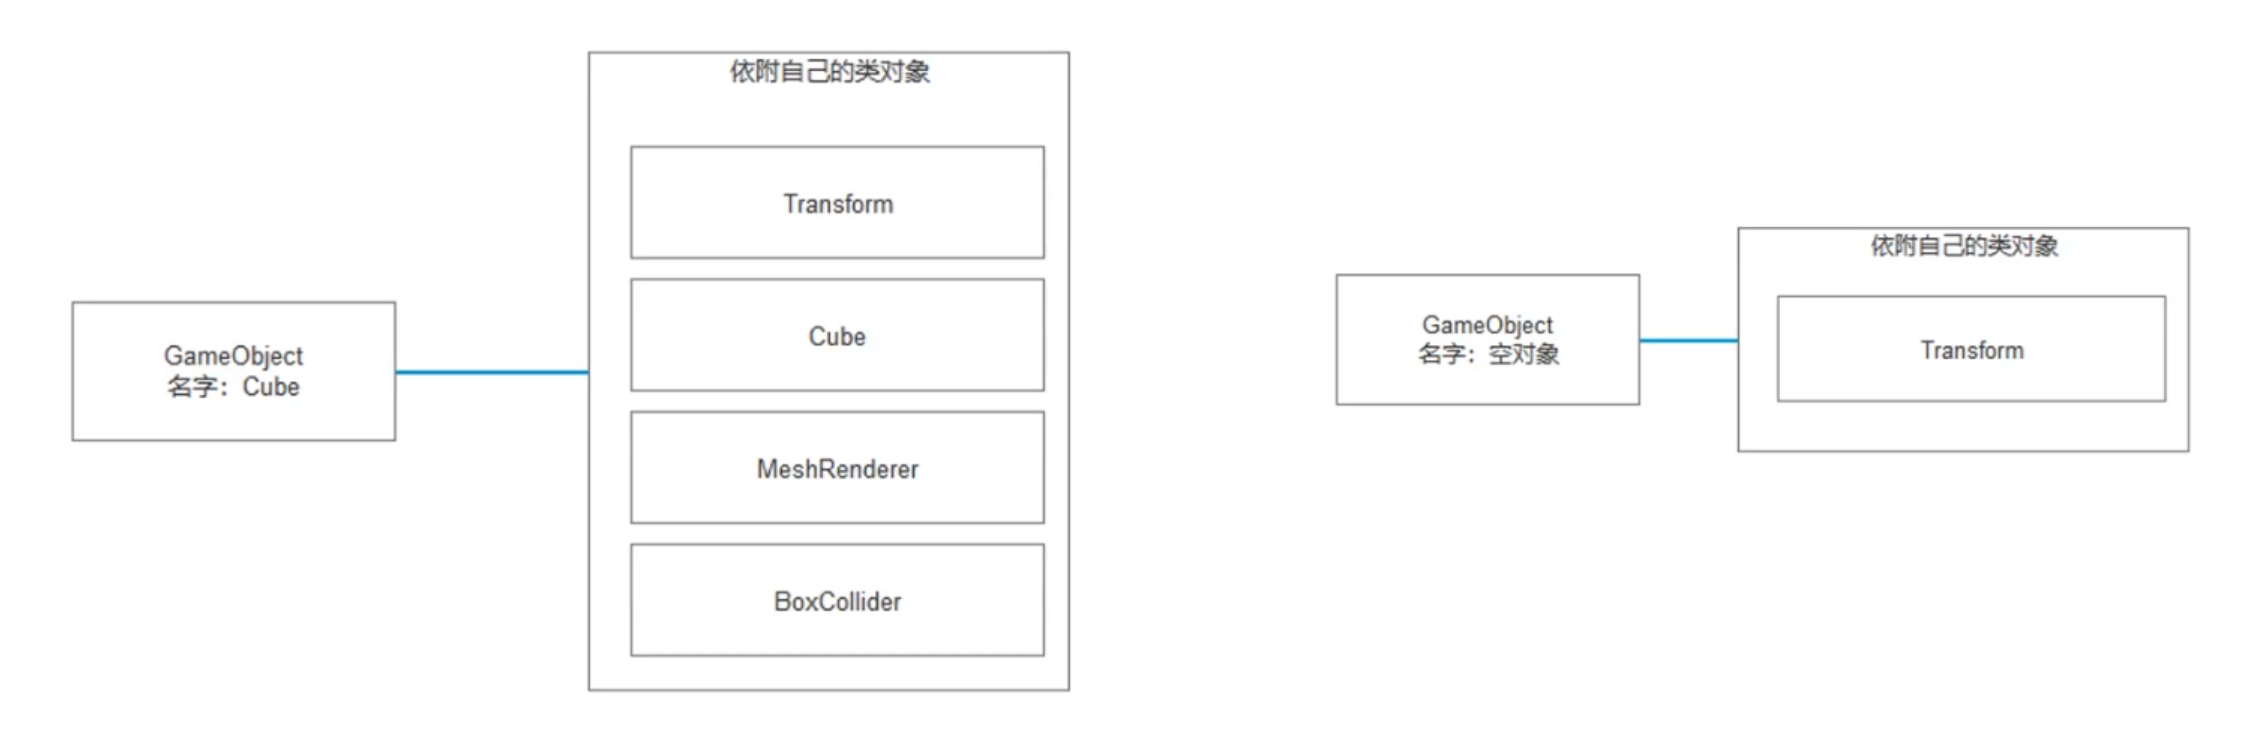 依附自己的类对象
Transform
Cube
GameObject
名字：Cube
MeshRenderer
BoxCollider
依附自己的类对象
GameObject
名字：空对象
Transform